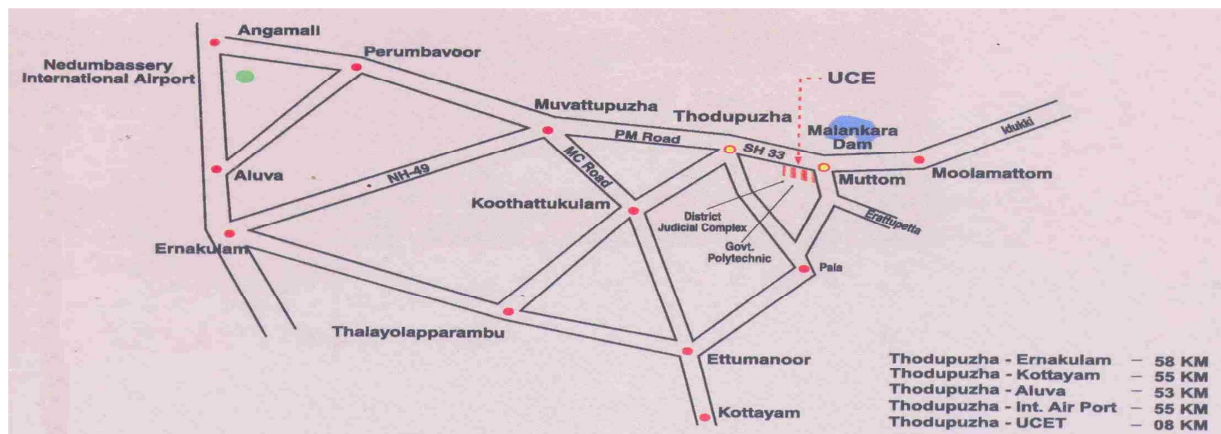 Angamali
Nedumbassery
International Airport
Perumbavoor
UCE
Muvattupuzha
Thodupuzha
Malankara
Dam
Idukki
PM Road
SH 33
MC Road
Aluva
NH-49
Muttom
Moolamattom
Koothattukulam
District
Judicial Complex
Govt.
Polytechnic
Erattupetta
Ernakulam
Pala
Thalayolapparambu
Ettumanoor
Kottayam
Thodupuzha - Ernakulam – 58 KM
Thodupuzha - Kottayam – 55 KM
Thodupuzha - Aluva – 53 KM
Thodupuzha - Int. Air Port – 55 KM
Thodupuzha - UCET – 08 KM